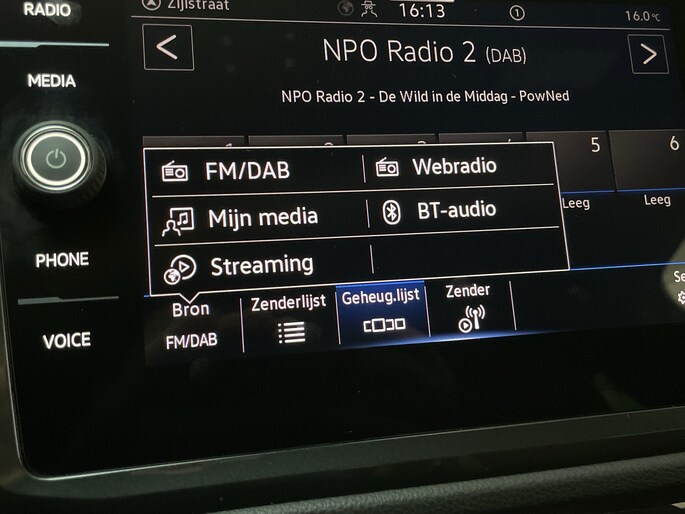 RADIO
Zijlstraat
16:13
1
16.0°C
NPO Radio 2 (DAB)
MEDIA
NPO Radio 2 - De Wild in de Middag - PowNed
5
6
FM/DAB
Webradio
Mijn media
BT-audio
Leeg
Leeg
Streaming
PHONE
Bron
Zenderlijst
Geheug.lijst
Zender
FM/DAB
VOICE